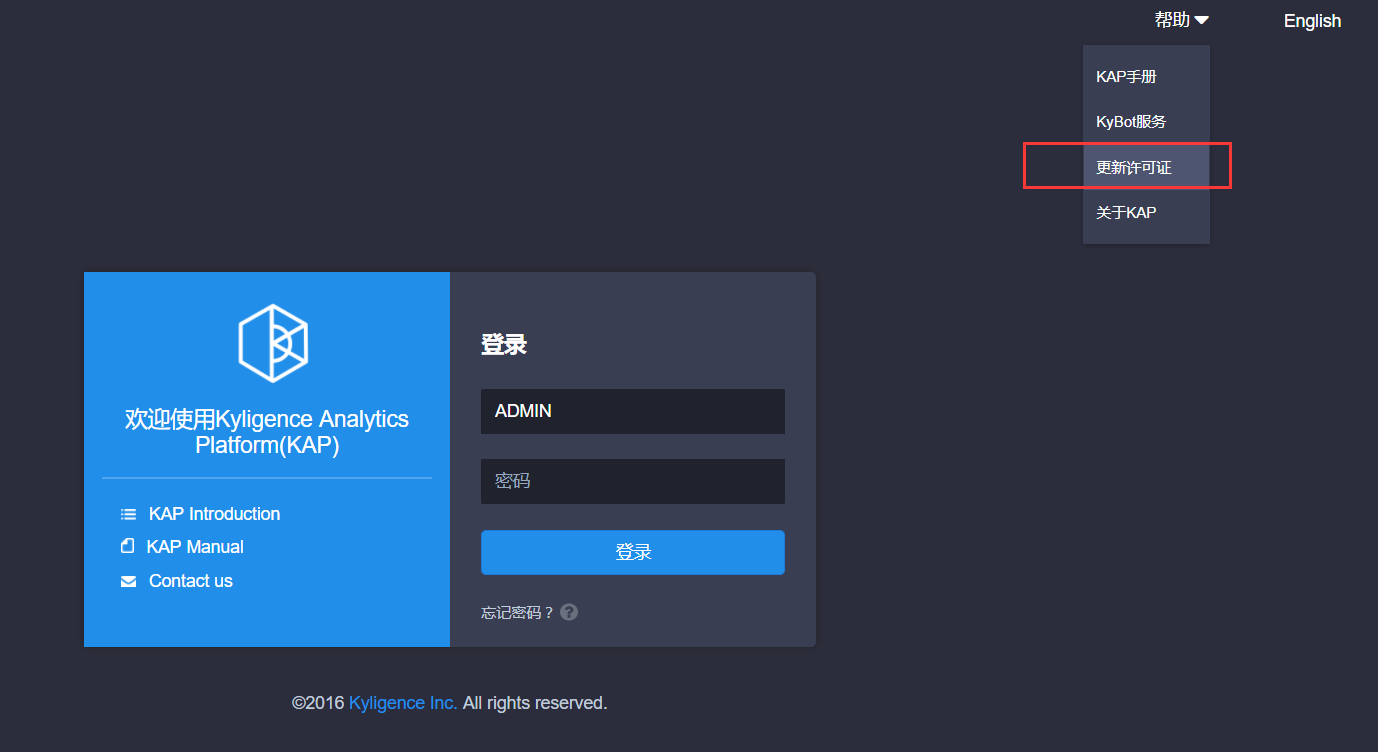 帮助
English
KAP手册
KyBot服务
更新许可证
关于KAP
欢迎使用Kyligence Analytics
Platform(KAP)
KAP Introduction
KAP Manual
Contact us
登录
ADMIN
密码
登录
忘记密码？
©2016 Kyligence Inc. All rights reserved.